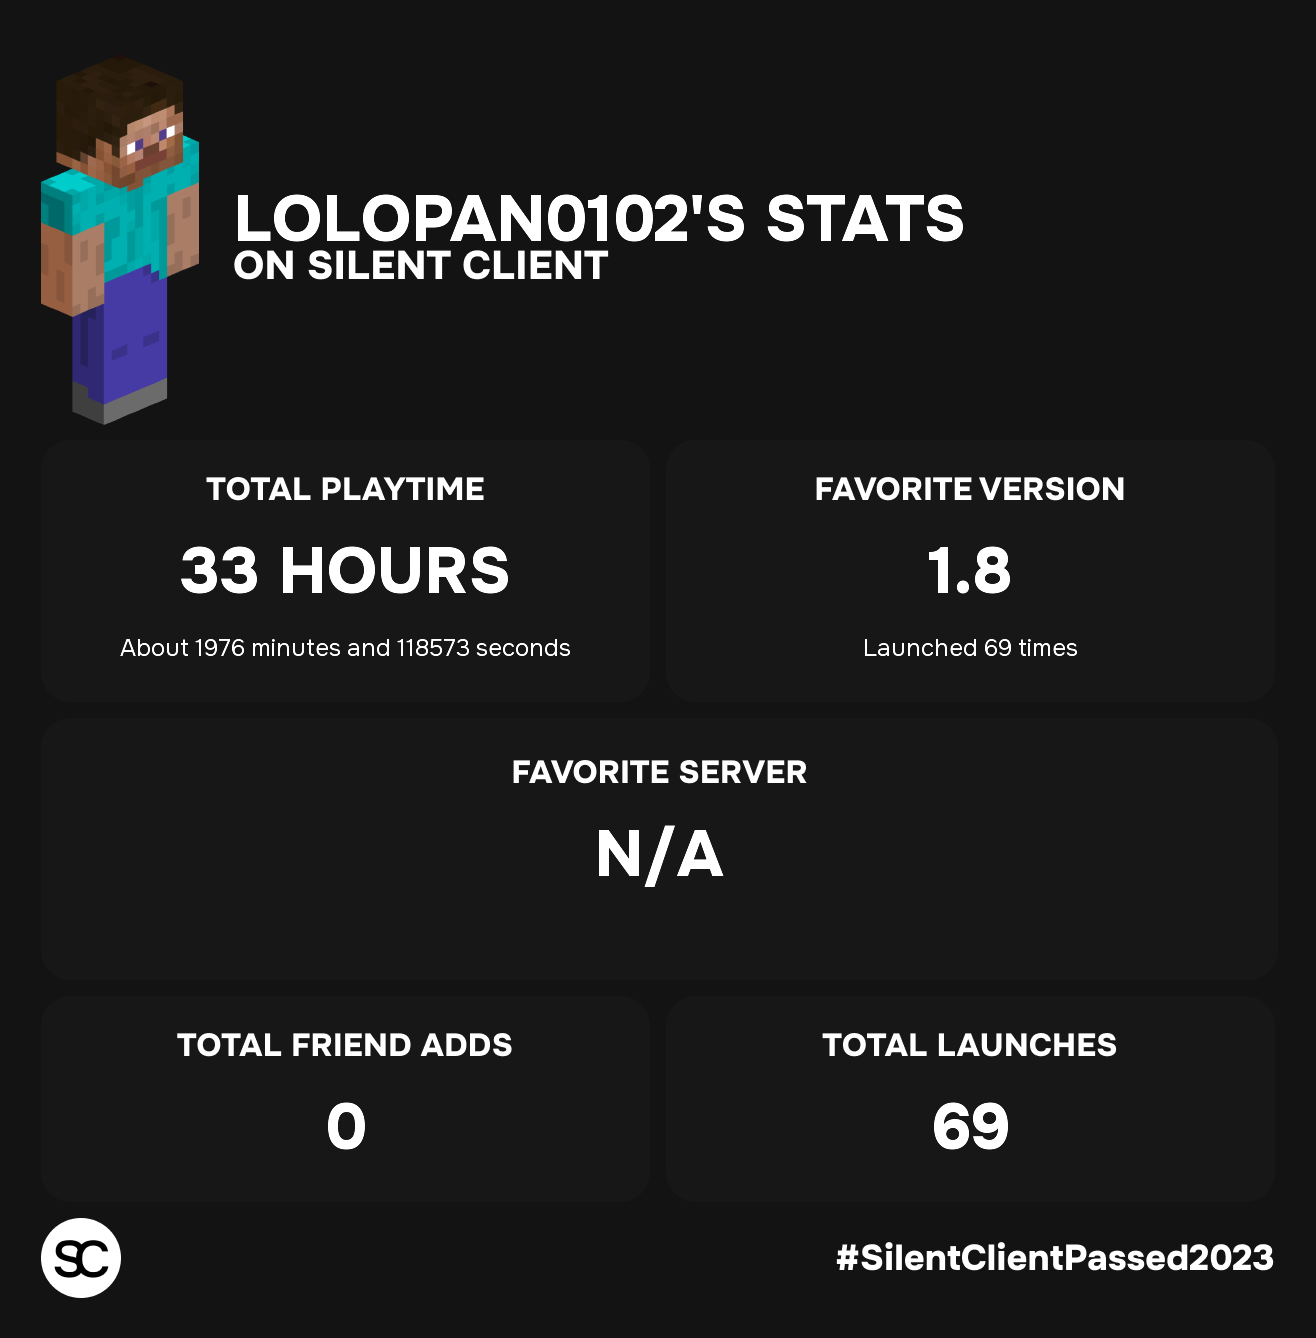 LOLOPAN0102'S STATS
ON SILENT CLIENT
TOTAL PLAYTIME
33 HOURS
About 1976 minutes and 118573 seconds
FAVORITE VERSION
1.8
Launched 69 times
FAVORITE SERVER
N/A
TOTAL FRIEND ADDS
0
TOTAL LAUNCHES
69
SC
#SilentClientPassed2023